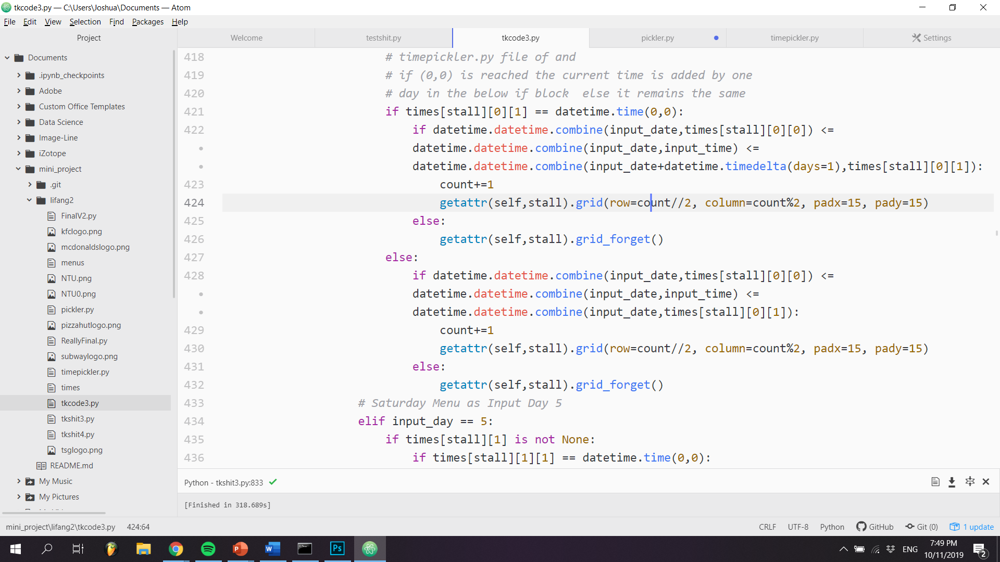 tkcode3.py — C:\Users\Joshua\Documents — Atom
File Edit View Selection Find Packages Help
Project
Welcome
testshit.py
tkcode3.py
pickler.py
timepickler.py
Settings
Documents
.ipynb_checkpoints
Adobe
Custom Office Templates
Data Science
Image-Line
iZotope
mini_project
.git
lifang2
FinalV2.py
kfclogo.png
mcdonaldslogo.png
menus
NTU.png
NTU0.png
pickler.py
pizzahutlogo.png
ReallyFinal.py
subwaylogo.png
timepickler.py
times
tkcode3.py
tkshit3.py
tkshit4.py
tsglogo.png
README.md
My Music
My Pictures
418 # timepickler.py file of and
419 # if (0,0) is reached the current time is added by one
420 # day in the below if block  else it remains the same
421 if times[stall][0][1] == datetime.time(0,0):
422 if datetime.datetime.combine(input_date,times[stall][0][0]) <=
• datetime.datetime.combine(input_date,input_time) <=
• datetime.datetime.combine(input_date+datetime.timedelta(days=1),times[stall][0][1]):
423 count+=1
424 getattr(self,stall).grid(row=count//2, column=count%2, padx=15, pady=15)
425 else:
426 getattr(self,stall).grid_forget()
427 else:
428 if datetime.datetime.combine(input_date,times[stall][0][0]) <=
• datetime.datetime.combine(input_date,input_time) <=
• datetime.datetime.combine(input_date,times[stall][0][1]):
429 count+=1
430 getattr(self,stall).grid(row=count//2, column=count%2, padx=15, pady=15)
431 else:
432 getattr(self,stall).grid_forget()
433 # Saturday Menu as Input Day 5
434 elif input_day == 5:
435 if times[stall][1] is not None:
436 if times[stall][1][1] == datetime.time(0,0):
Python - tkshit3.py:833
[Finished in 318.689s]
mini_project\lifang2\tkcode3.py 424:64
CRLF UTF-8 Python GitHub Git (0) 1 update
P W Ps
ENG
7:49 PM
10/11/2019
2